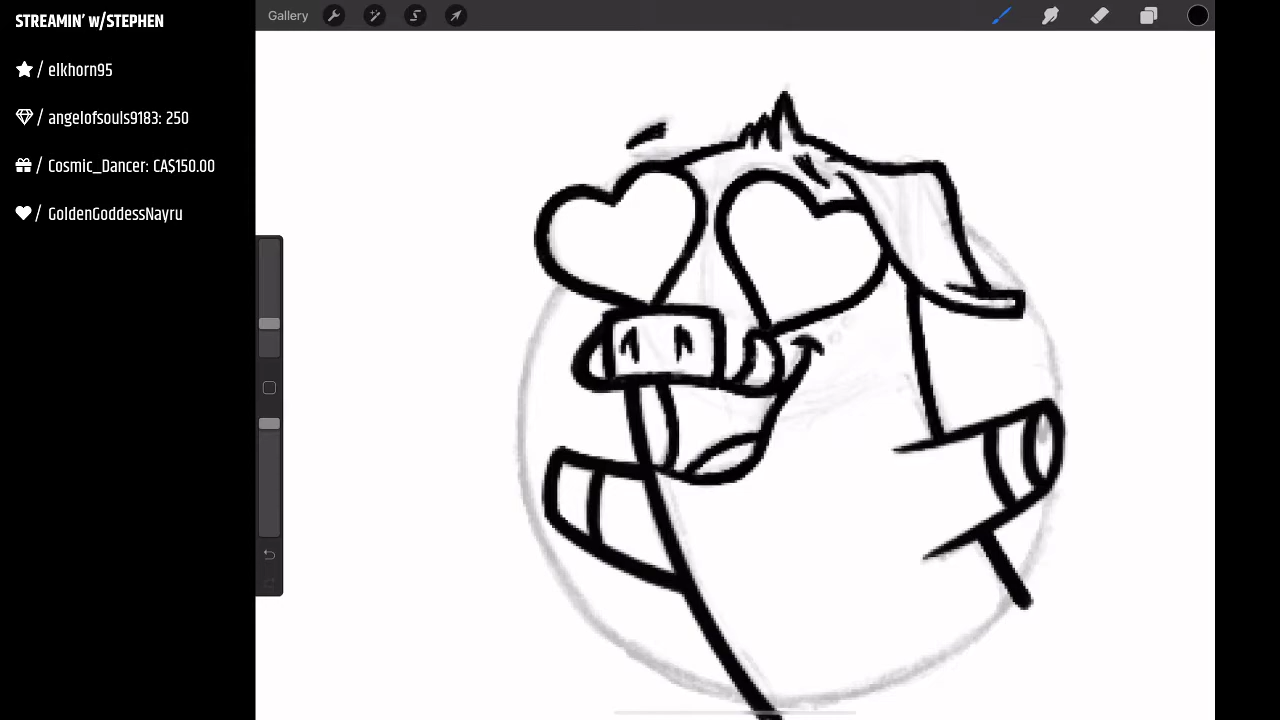 STREAMIN' w/STEPHEN
/ elkhorn95
/ angelofsouls9183: 250
/ Cosmic_Dancer: CA$150.00
/ GoldenGoddessNayru
Gallery